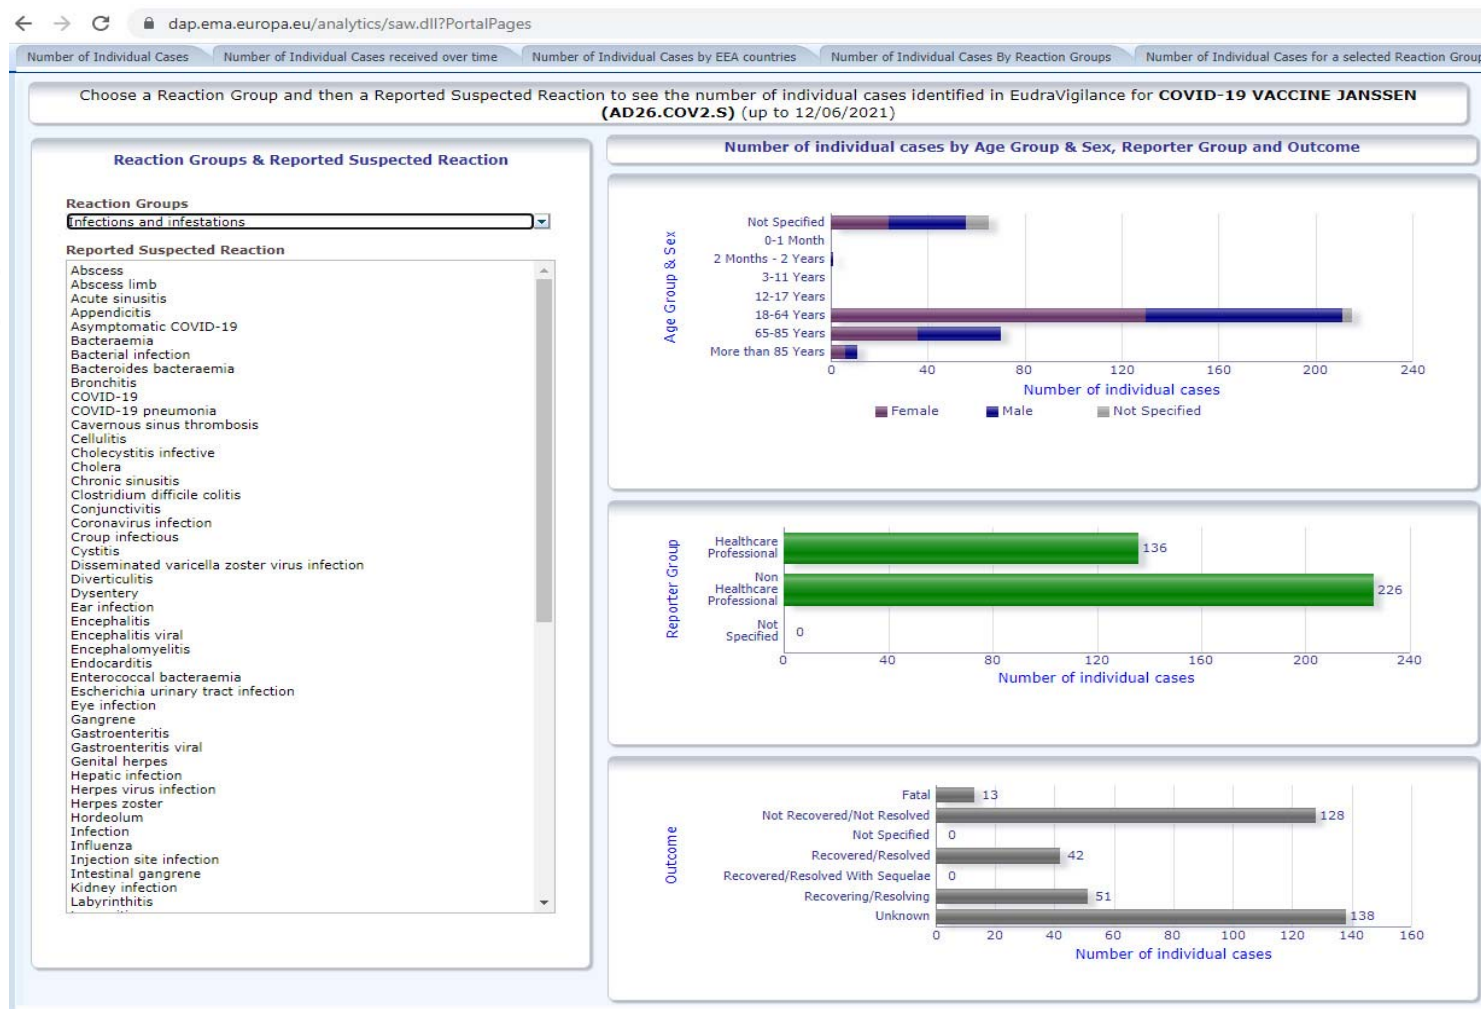 dap.ema.europa.eu/analytics/saw.dll?PortalPages
Number of Individual Cases
Number of Individual Cases received over time
Number of Individual Cases by EEA countries
Number of Individual Cases By Reaction Groups
Number of Individual Cases for a selected Reaction Group
Choose a Reaction Group and then a Reported Suspected Reaction to see the number of individual cases identified in EudraVigilance for COVID-19 VACCINE JANSSEN
(AD26.COV2.S) (up to 12/06/2021)
Reaction Groups & Reported Suspected Reaction
Reaction Groups
Infections and infestations
Reported Suspected Reaction
Abscess
Abscess limb
Acute sinusitis
Appendicitis
Asymptomatic COVID-19
Bacteraemia
Bacterial infection
Bacteroides bacteraemia
Bronchitis
COVID-19
COVID-19 pneumonia
Cavernous sinus thrombosis
Cellulitis
Cholecystitis infective
Cholera
Chronic sinusitis
Clostridium difficile colitis
Conjunctivitis
Coronavirus infection
Croup infectious
Cystitis
Disseminated varicella zoster virus infection
Diverticulitis
Dysentery
Ear infection
Encephalitis
Encephalitis viral
Encephalomyelitis
Endocarditis
Enterococcal bacteraemia
Escherichia urinary tract infection
Eye infection
Gangrene
Gastroenteritis
Gastroenteritis viral
Genital herpes
Hepatic infection
Herpes virus infection
Herpes zoster
Hordeolum
Infection
Influenza
Injection site infection
Intestinal gangrene
Kidney infection
Labyrinthitis
Number of individual cases by Age Group & Sex, Reporter Group and Outcome
Age Group & Sex
Not Specified
0-1 Month
2 Months - 2 Years
3-11 Years
12-17 Years
18-64 Years
65-85 Years
More than 85 Years
0 40 80 120 160 200 240
Number of individual cases
Female Male Not Specified
Reporter Group
Healthcare
Professional
136
Non
Healthcare
Professional
226
Not
Specified
0
0 40 80 120 160 200 240
Number of individual cases
Outcome
Fatal 13
Not Recovered/Not Resolved 128
Not Specified 0
Recovered/Resolved 42
Recovered/Resolved With Sequelae 0
Recovering/Resolving 51
Unknown 138
0 20 40 60 80 100 120 140 160
Number of individual cases